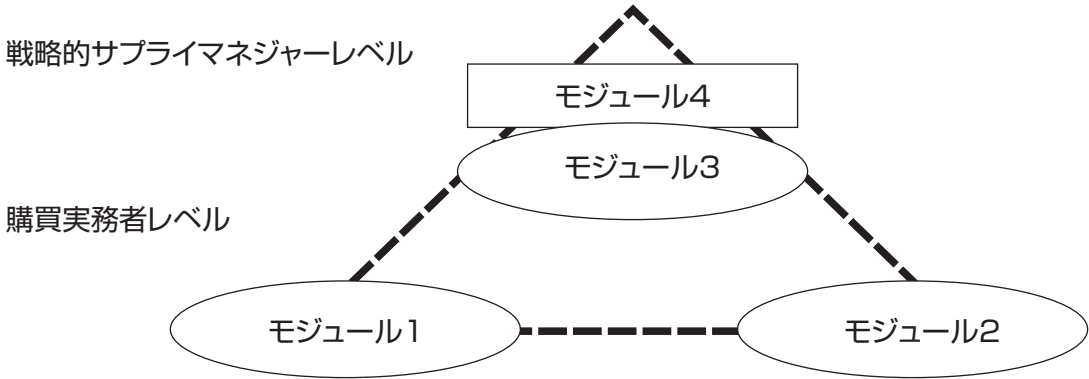 戦略的サプライマネジャーレベル
モジュール4
モジュール3
購買実務者レベル
モジュール1
モジュール2